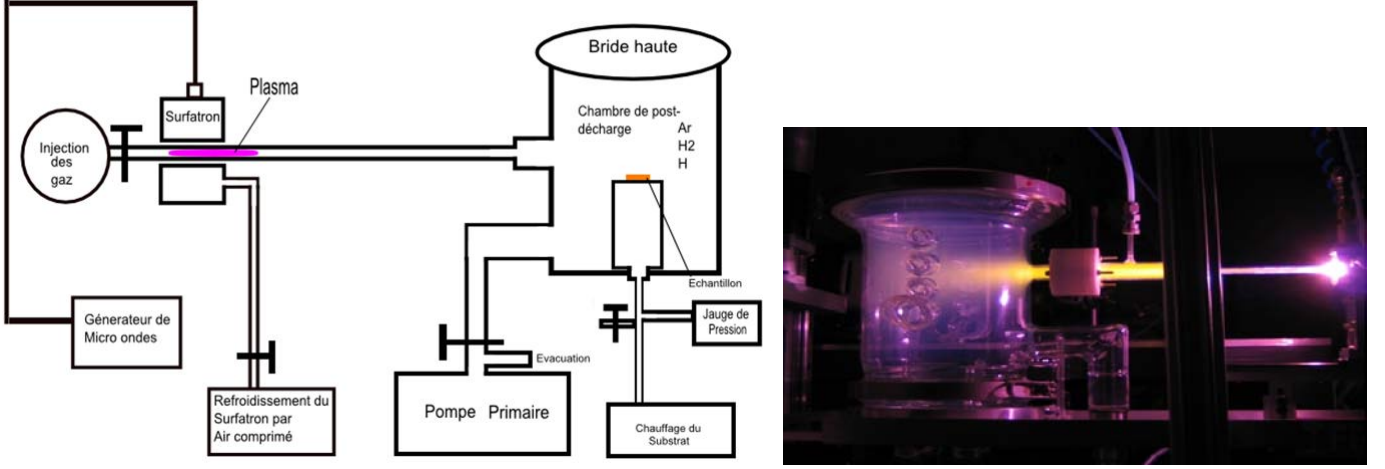 Bride haute
Plasma
Surfatron
Chambre de post-
décharge
Ar
H2
H
Injection
des
gaz
Echantillon
Génerateur de
Micro ondes
Jauge de
Pression
Evacuation
Refroidissement du
Surfatron par
Air comprimé
Pompe Primaire
Chauffage du
Substrat